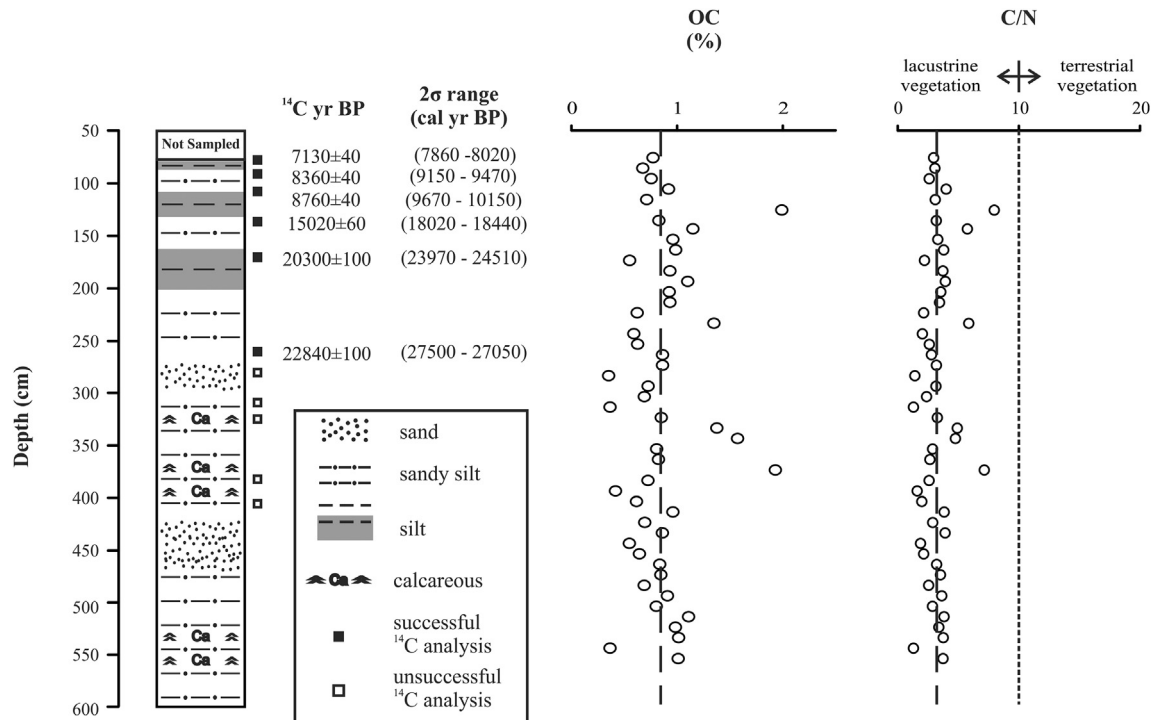 OC
(%)
C/N
lacustrine
vegetation
terrestrial
vegetation
¹⁴C yr BP
2σ range
(cal yr BP)
0
1
2
0
10
20
Depth (cm)
50
100
150
200
250
300
350
400
450
500
550
600
Not Sampled
7130±40 (7860 -8020)
8360±40 (9150 - 9470)
8760±40 (9670 - 10150)
15020±60 (18020 - 18440)
20300±100 (23970 - 24510)
22840±100 (27500 - 27050)
Ca
Ca
Ca
Ca
Ca
sand
sandy silt
silt
Ca calcareous
successful
¹⁴C analysis
unsuccessful
¹⁴C analysis